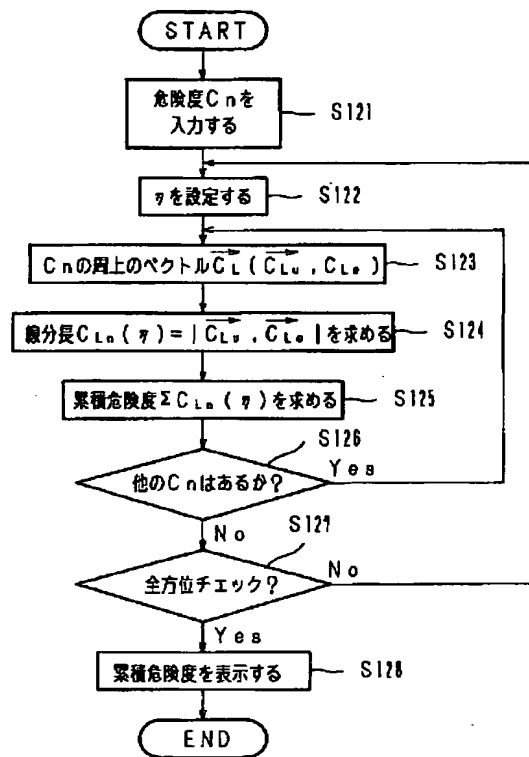 START
危険度Cnを
入力する
S121
ηを設定する
S122
Cnの周上のベクトルCL(CLu,CLe)
S123
線分長CLn(η)=|CLu,CLe|を求める
S124
累積危険度ΣCLn(η)を求める
S125
S126
他のCnはあるか?
Yes
No
S127
全方位チェック?
No
Yes
累積危険度を表示する
S128
END